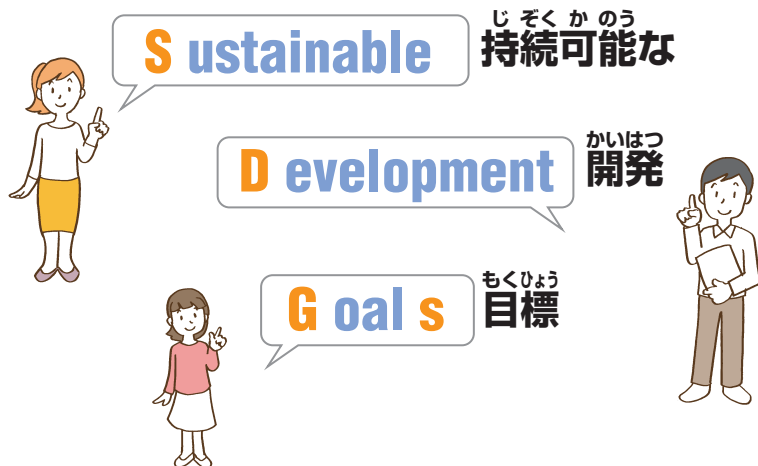 じぞくかのう
Sustainable 持続可能な
かいはつ
Development 開発
もくひょう
Goals 目標